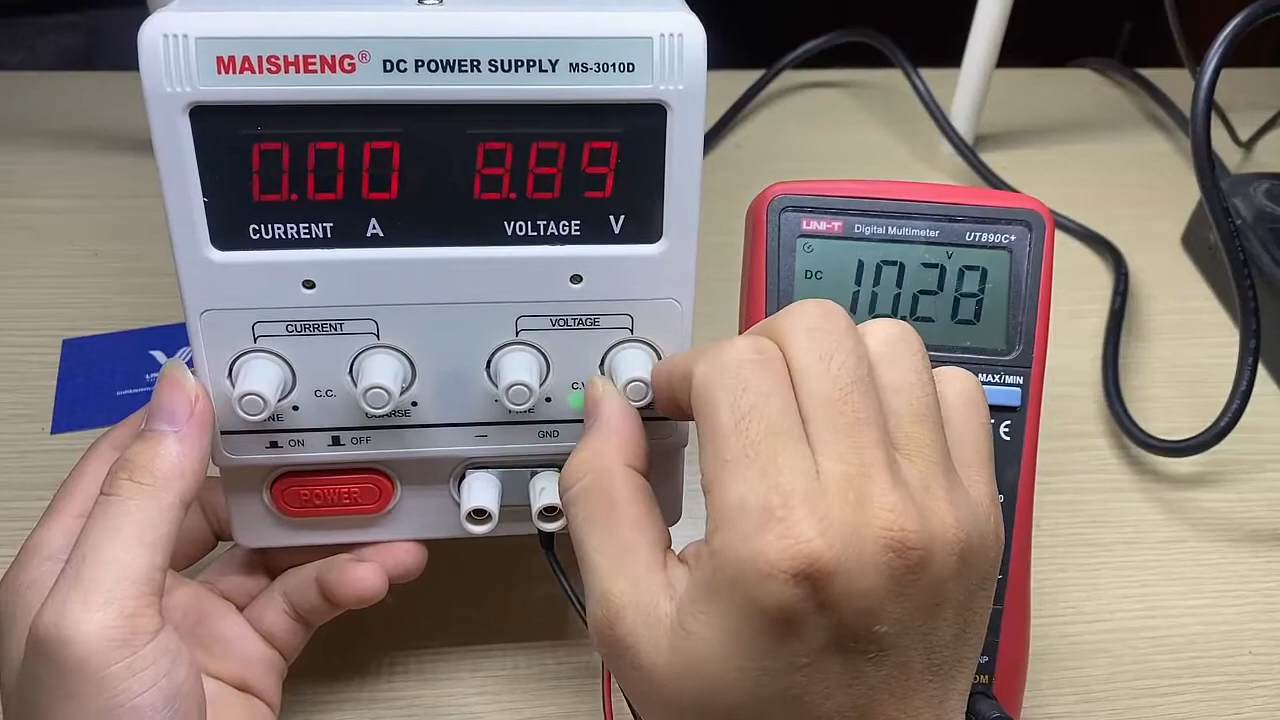 MAISHENG® DC POWER SUPPLY MS-3010D
0.00 8.89
CURRENT A VOLTAGE V
UNI-T Digital Multimeter UT890C+
V
DC 10.28
CURRENT VOLTAGE
MAX/MIN
C.C.
COARSE
ON OFF — GND
CE
POWER